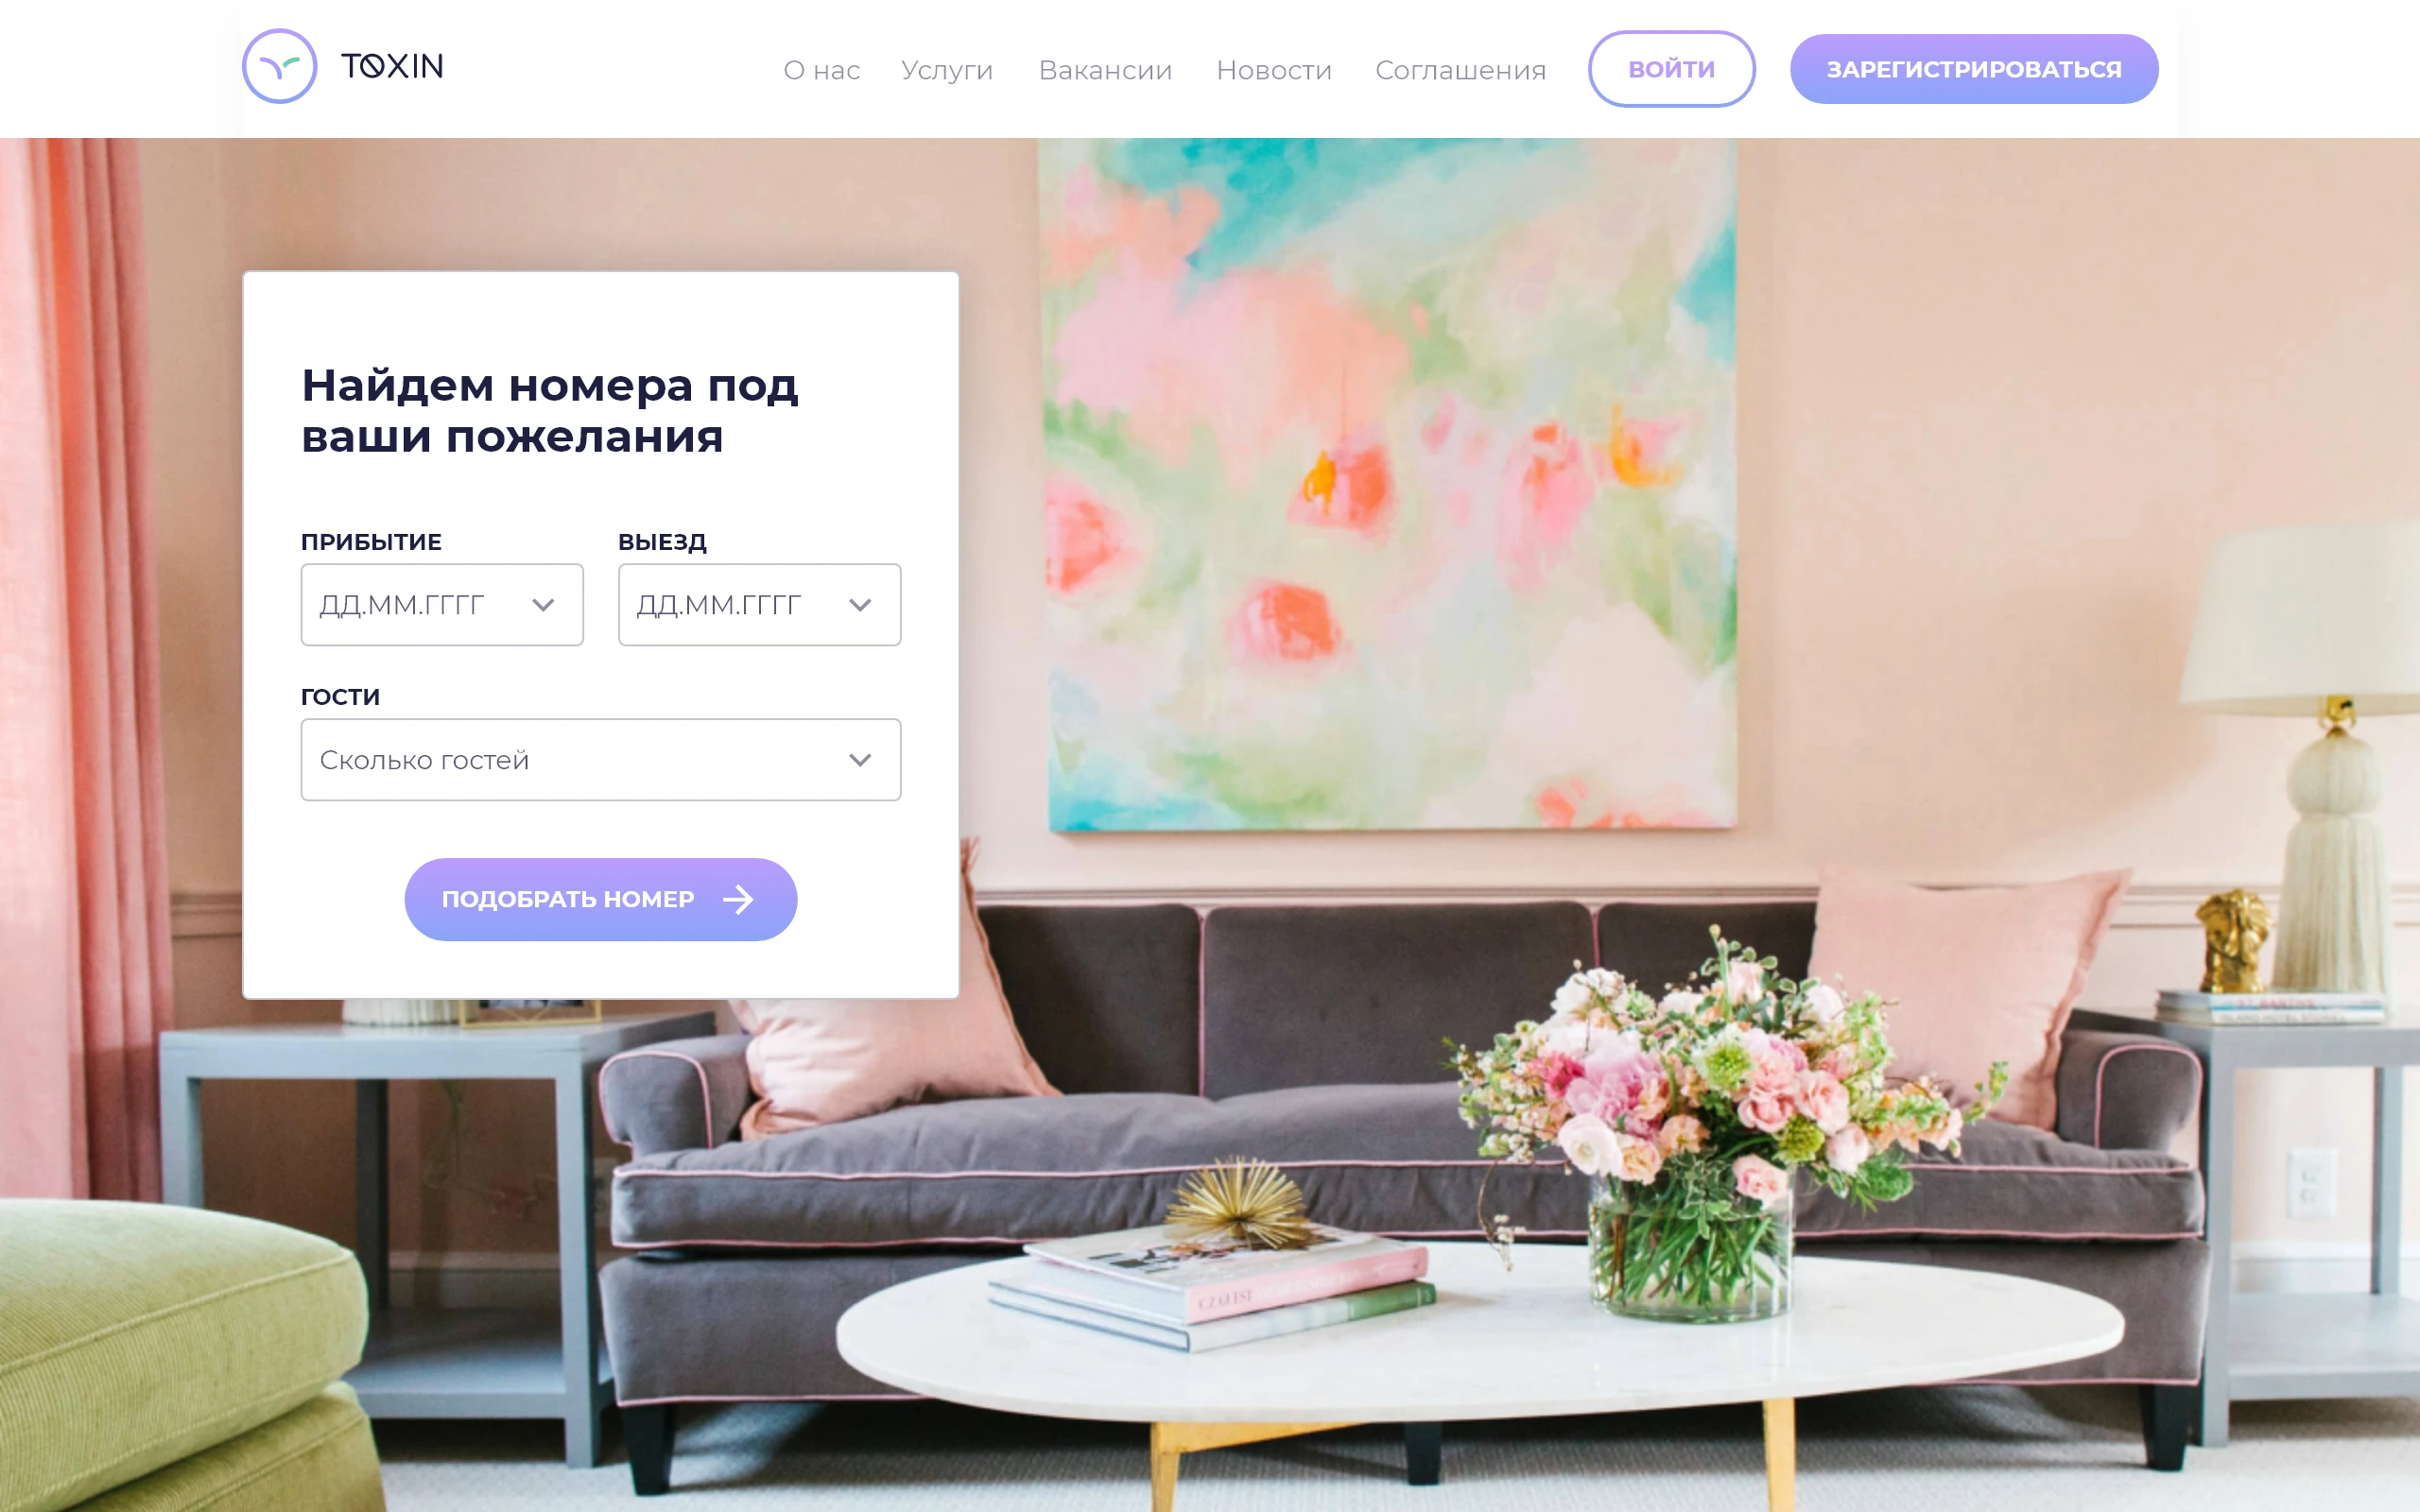 TOXIN
О нас Услуги Вакансии Новости Соглашения ВОЙТИ ЗАРЕГИСТРИРОВАТЬСЯ
Найдем номера под
ваши пожелания
ПРИБЫТИЕ ВЫЕЗД
ДД.ММ.ГГГГ ДД.ММ.ГГГГ
ГОСТИ
Сколько гостей
ПОДОБРАТЬ НОМЕР
C.Z. GUEST